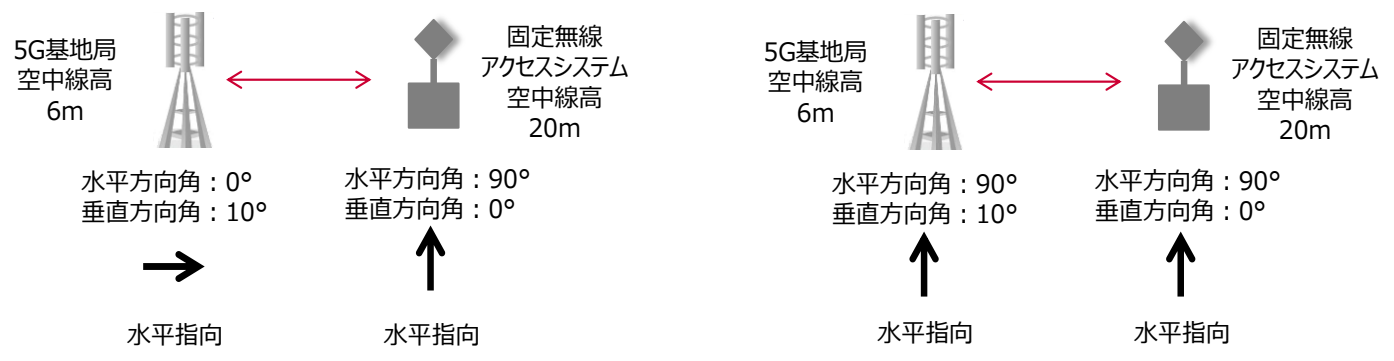 5G基地局
空中線高
6m
固定無線
アクセスシステム
空中線高
20m
水平方向角：0°
垂直方向角：10°
水平方向角：90°
垂直方向角：0°
水平指向
水平指向
5G基地局
空中線高
6m
固定無線
アクセスシステム
空中線高
20m
水平方向角：90°
垂直方向角：10°
水平方向角：90°
垂直方向角：0°
水平指向
水平指向